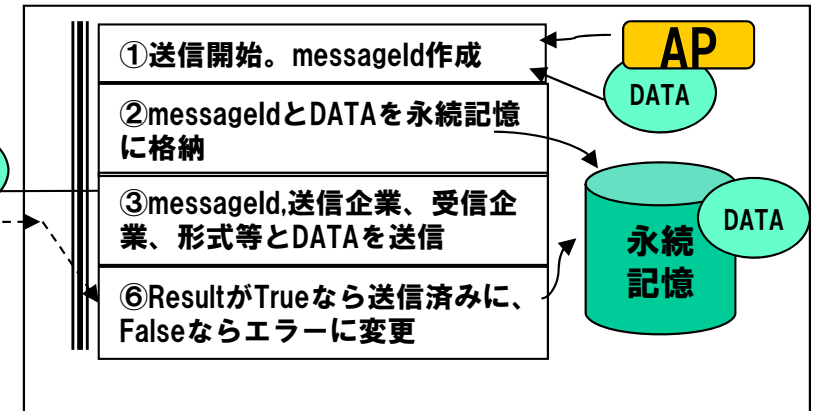 ①送信開始。messageId作成
AP
DATA
②messageIdとDATAを永続記憶
に格納
③messageId,送信企業、受信企
業、形式等とDATAを送信
DATA
永続
記憶
⑥ResultがTrueなら送信済みに、
Falseならエラーに変更